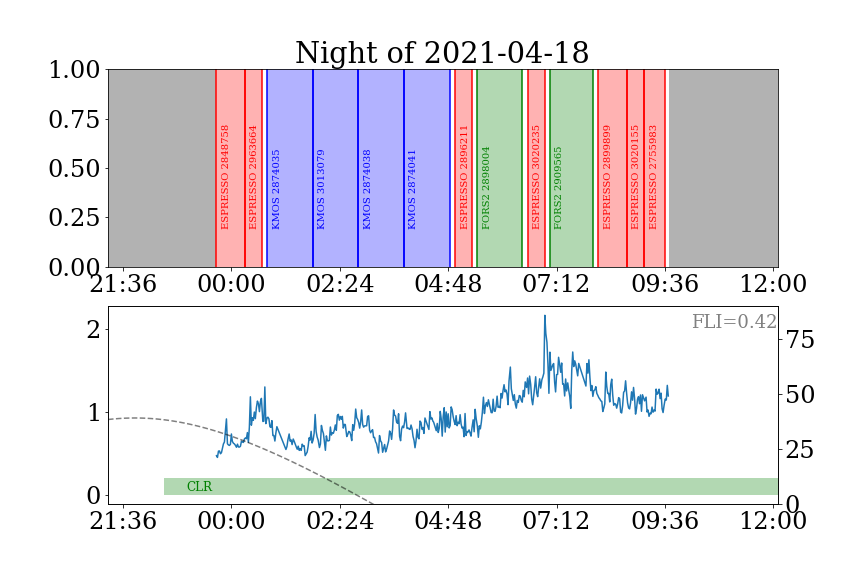 Night of 2021-04-18
1.00
0.75
0.50
0.25
0.00
ESPRESSO 2848758
ESPRESSO 2963664
KMOS 2874035
KMOS 3013079
KMOS 2874038
KMOS 2874041
ESPRESSO 2896211
FORS2 2898004
ESPRESSO 3020235
FORS2 2909565
ESPRESSO 2899899
ESPRESSO 3020155
ESPRESSO 2755983
21:36 00:00 02:24 04:48 07:12 09:36 12:00
FLI=0.42
2
1
0
75
50
25
0
CLR
21:36 00:00 02:24 04:48 07:12 09:36 12:00